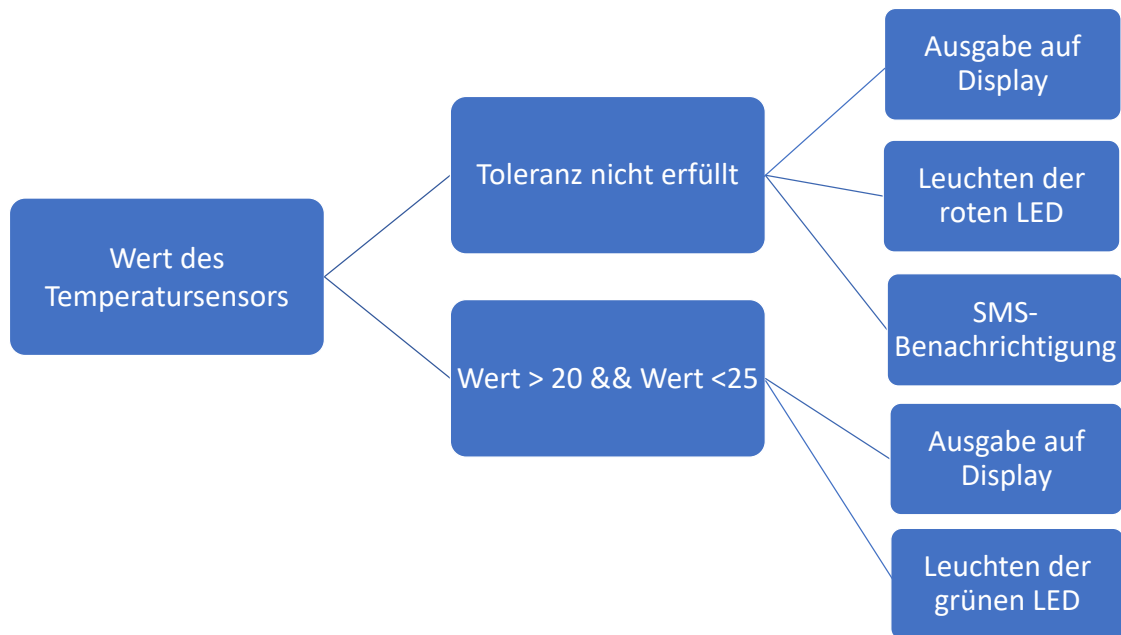 Wert des
Temperatursensors
Toleranz nicht erfüllt
Ausgabe auf
Display
Leuchten der
roten LED
SMS-
Benachrichtigung
Wert > 20 && Wert <25
Ausgabe auf
Display
Leuchten der
grünen LED